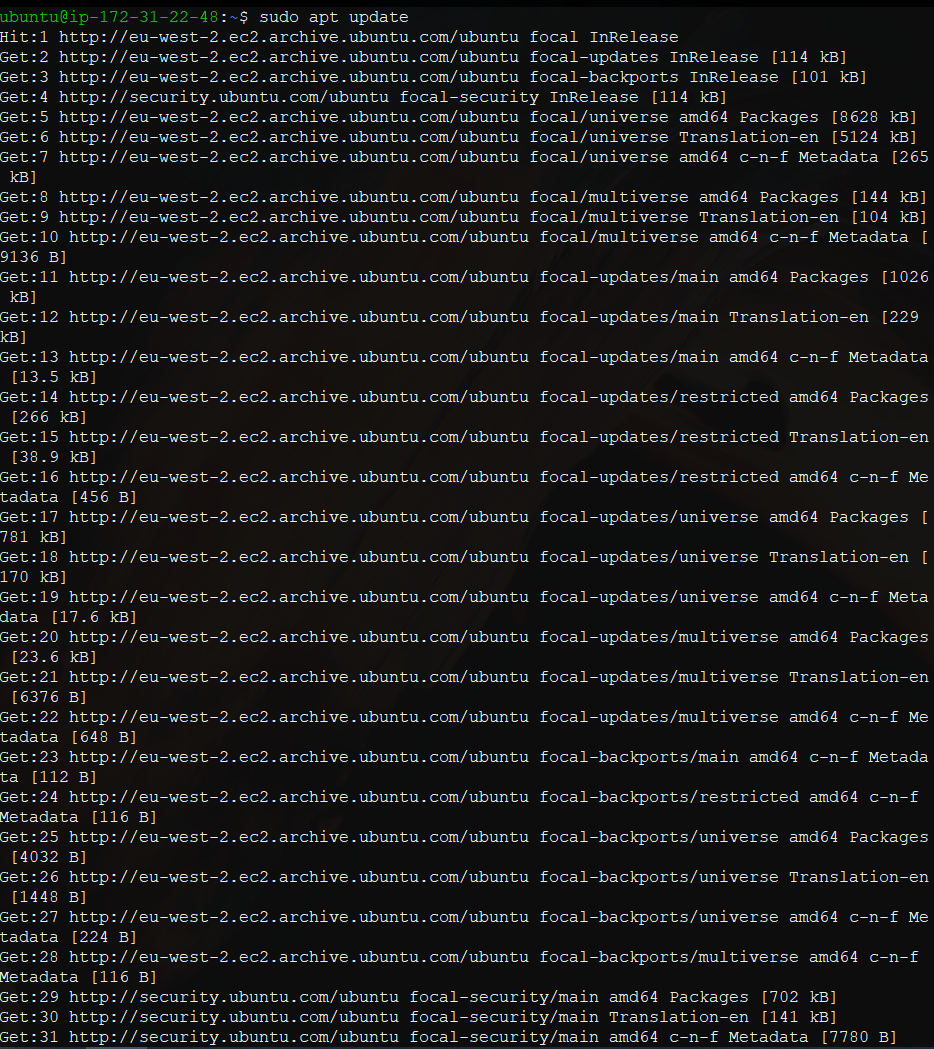 ubuntu@ip-172-31-22-48:~$ sudo apt update
Hit:1 http://eu-west-2.ec2.archive.ubuntu.com/ubuntu focal InRelease
Get:2 http://eu-west-2.ec2.archive.ubuntu.com/ubuntu focal-updates InRelease [114 kB]
Get:3 http://eu-west-2.ec2.archive.ubuntu.com/ubuntu focal-backports InRelease [101 kB]
Get:4 http://security.ubuntu.com/ubuntu focal-security InRelease [114 kB]
Get:5 http://eu-west-2.ec2.archive.ubuntu.com/ubuntu focal/universe amd64 Packages [8628 kB]
Get:6 http://eu-west-2.ec2.archive.ubuntu.com/ubuntu focal/universe Translation-en [5124 kB]
Get:7 http://eu-west-2.ec2.archive.ubuntu.com/ubuntu focal/universe amd64 c-n-f Metadata [265
 kB]
Get:8 http://eu-west-2.ec2.archive.ubuntu.com/ubuntu focal/multiverse amd64 Packages [144 kB]
Get:9 http://eu-west-2.ec2.archive.ubuntu.com/ubuntu focal/multiverse Translation-en [104 kB]
Get:10 http://eu-west-2.ec2.archive.ubuntu.com/ubuntu focal/multiverse amd64 c-n-f Metadata [
9136 B]
Get:11 http://eu-west-2.ec2.archive.ubuntu.com/ubuntu focal-updates/main amd64 Packages [1026
 kB]
Get:12 http://eu-west-2.ec2.archive.ubuntu.com/ubuntu focal-updates/main Translation-en [229
kB]
Get:13 http://eu-west-2.ec2.archive.ubuntu.com/ubuntu focal-updates/main amd64 c-n-f Metadata
 [13.5 kB]
Get:14 http://eu-west-2.ec2.archive.ubuntu.com/ubuntu focal-updates/restricted amd64 Packages
 [266 kB]
Get:15 http://eu-west-2.ec2.archive.ubuntu.com/ubuntu focal-updates/restricted Translation-en
 [38.9 kB]
Get:16 http://eu-west-2.ec2.archive.ubuntu.com/ubuntu focal-updates/restricted amd64 c-n-f Me
tadata [456 B]
Get:17 http://eu-west-2.ec2.archive.ubuntu.com/ubuntu focal-updates/universe amd64 Packages [
781 kB]
Get:18 http://eu-west-2.ec2.archive.ubuntu.com/ubuntu focal-updates/universe Translation-en [
170 kB]
Get:19 http://eu-west-2.ec2.archive.ubuntu.com/ubuntu focal-updates/universe amd64 c-n-f Meta
data [17.6 kB]
Get:20 http://eu-west-2.ec2.archive.ubuntu.com/ubuntu focal-updates/multiverse amd64 Packages
 [23.6 kB]
Get:21 http://eu-west-2.ec2.archive.ubuntu.com/ubuntu focal-updates/multiverse Translation-en
 [6376 B]
Get:22 http://eu-west-2.ec2.archive.ubuntu.com/ubuntu focal-updates/multiverse amd64 c-n-f Me
tadata [648 B]
Get:23 http://eu-west-2.ec2.archive.ubuntu.com/ubuntu focal-backports/main amd64 c-n-f Metada
ta [112 B]
Get:24 http://eu-west-2.ec2.archive.ubuntu.com/ubuntu focal-backports/restricted amd64 c-n-f
Metadata [116 B]
Get:25 http://eu-west-2.ec2.archive.ubuntu.com/ubuntu focal-backports/universe amd64 Packages
 [4032 B]
Get:26 http://eu-west-2.ec2.archive.ubuntu.com/ubuntu focal-backports/universe Translation-en
 [1448 B]
Get:27 http://eu-west-2.ec2.archive.ubuntu.com/ubuntu focal-backports/universe amd64 c-n-f Me
tadata [224 B]
Get:28 http://eu-west-2.ec2.archive.ubuntu.com/ubuntu focal-backports/multiverse amd64 c-n-f
Metadata [116 B]
Get:29 http://security.ubuntu.com/ubuntu focal-security/main amd64 Packages [702 kB]
Get:30 http://security.ubuntu.com/ubuntu focal-security/main Translation-en [141 kB]
Get:31 http://security.ubuntu.com/ubuntu focal-security/main amd64 c-n-f Metadata [7780 B]